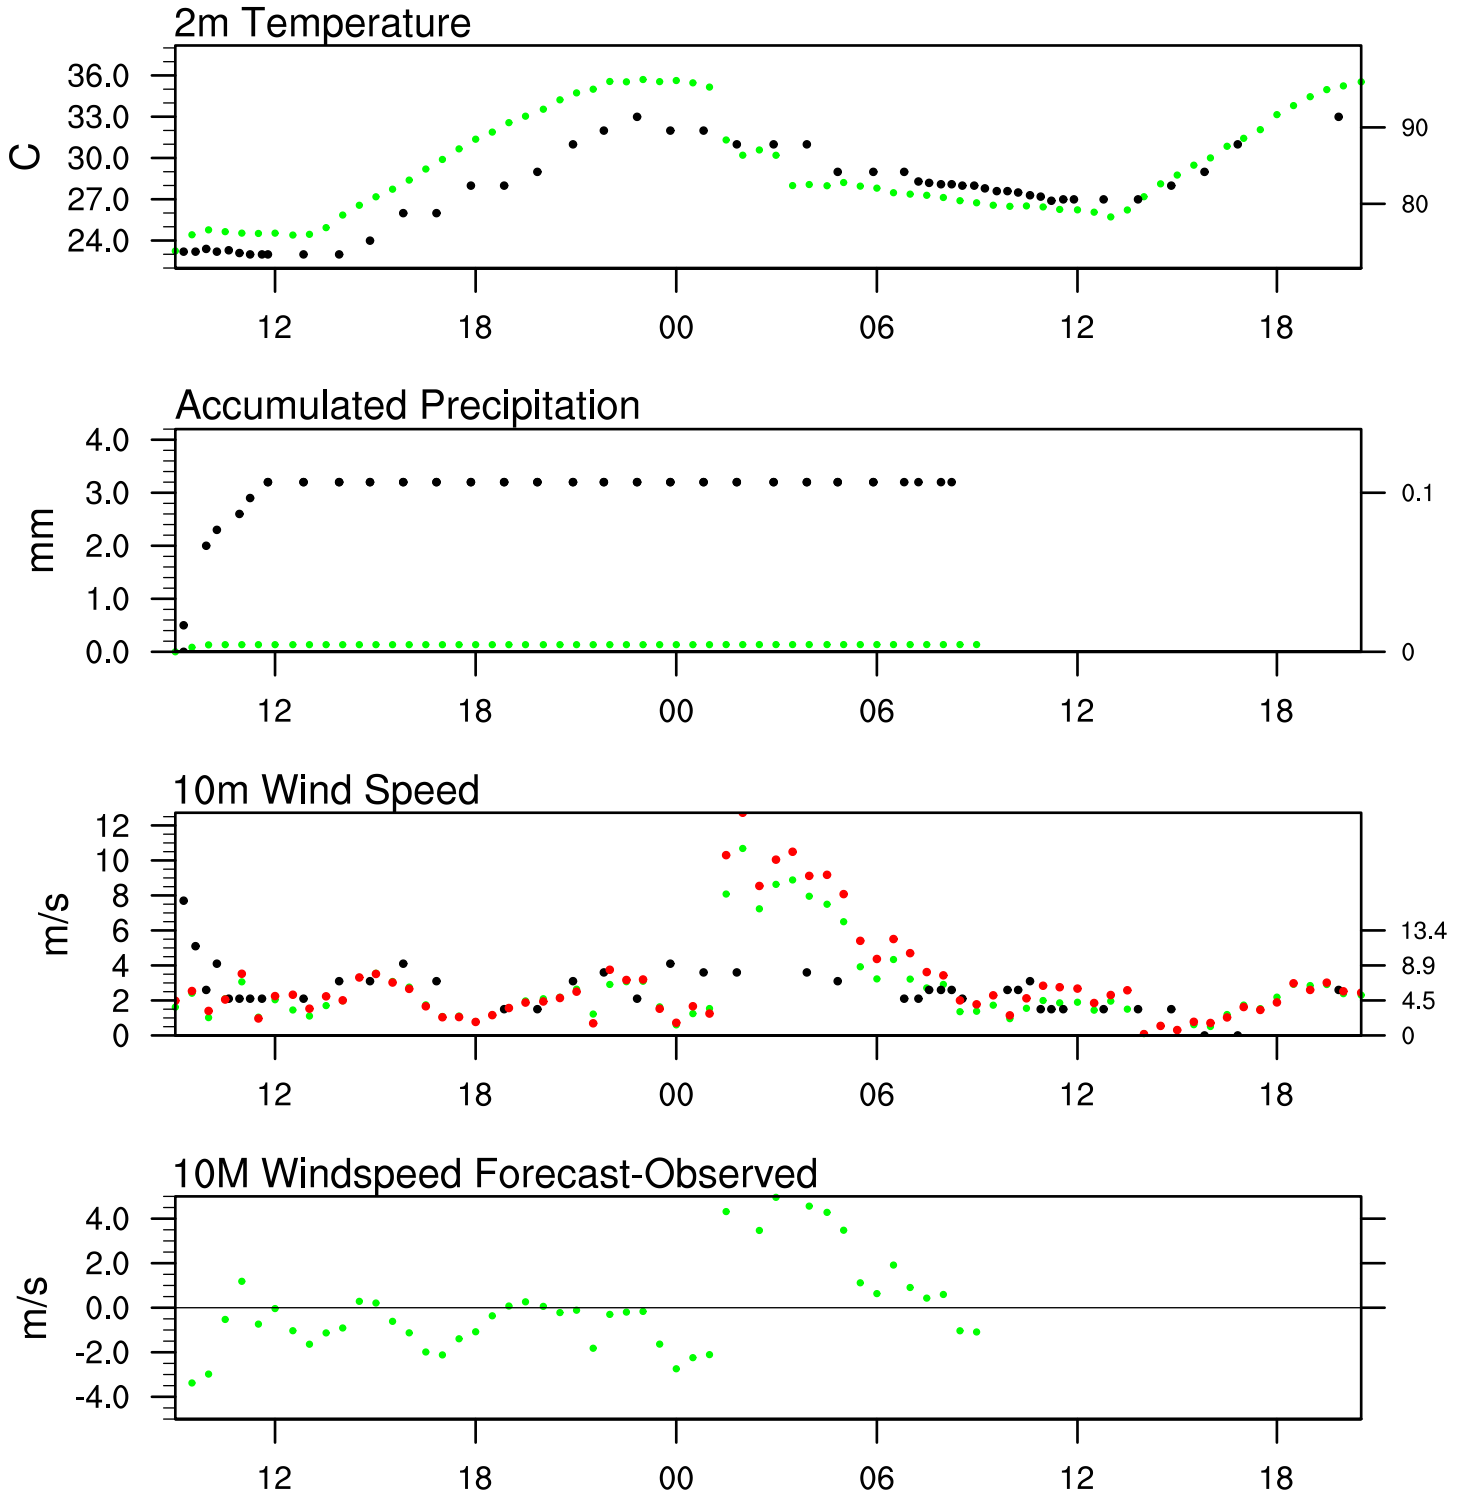 2m Temperature
36.0
33.0
30.0
27.0
24.0
C
90
80
12 18 00 06 12 18
Accumulated Precipitation
4.0
3.0
2.0
1.0
0.0
mm
0.1
0
12 18 00 06 12 18
10m Wind Speed
12
10
8
6
4
2
0
m/s
13.4
8.9
4.5
0
12 18 00 06 12 18
10M Windspeed Forecast-Observed
4.0
2.0
0.0
-2.0
-4.0
m/s
12 18 00 06 12 18